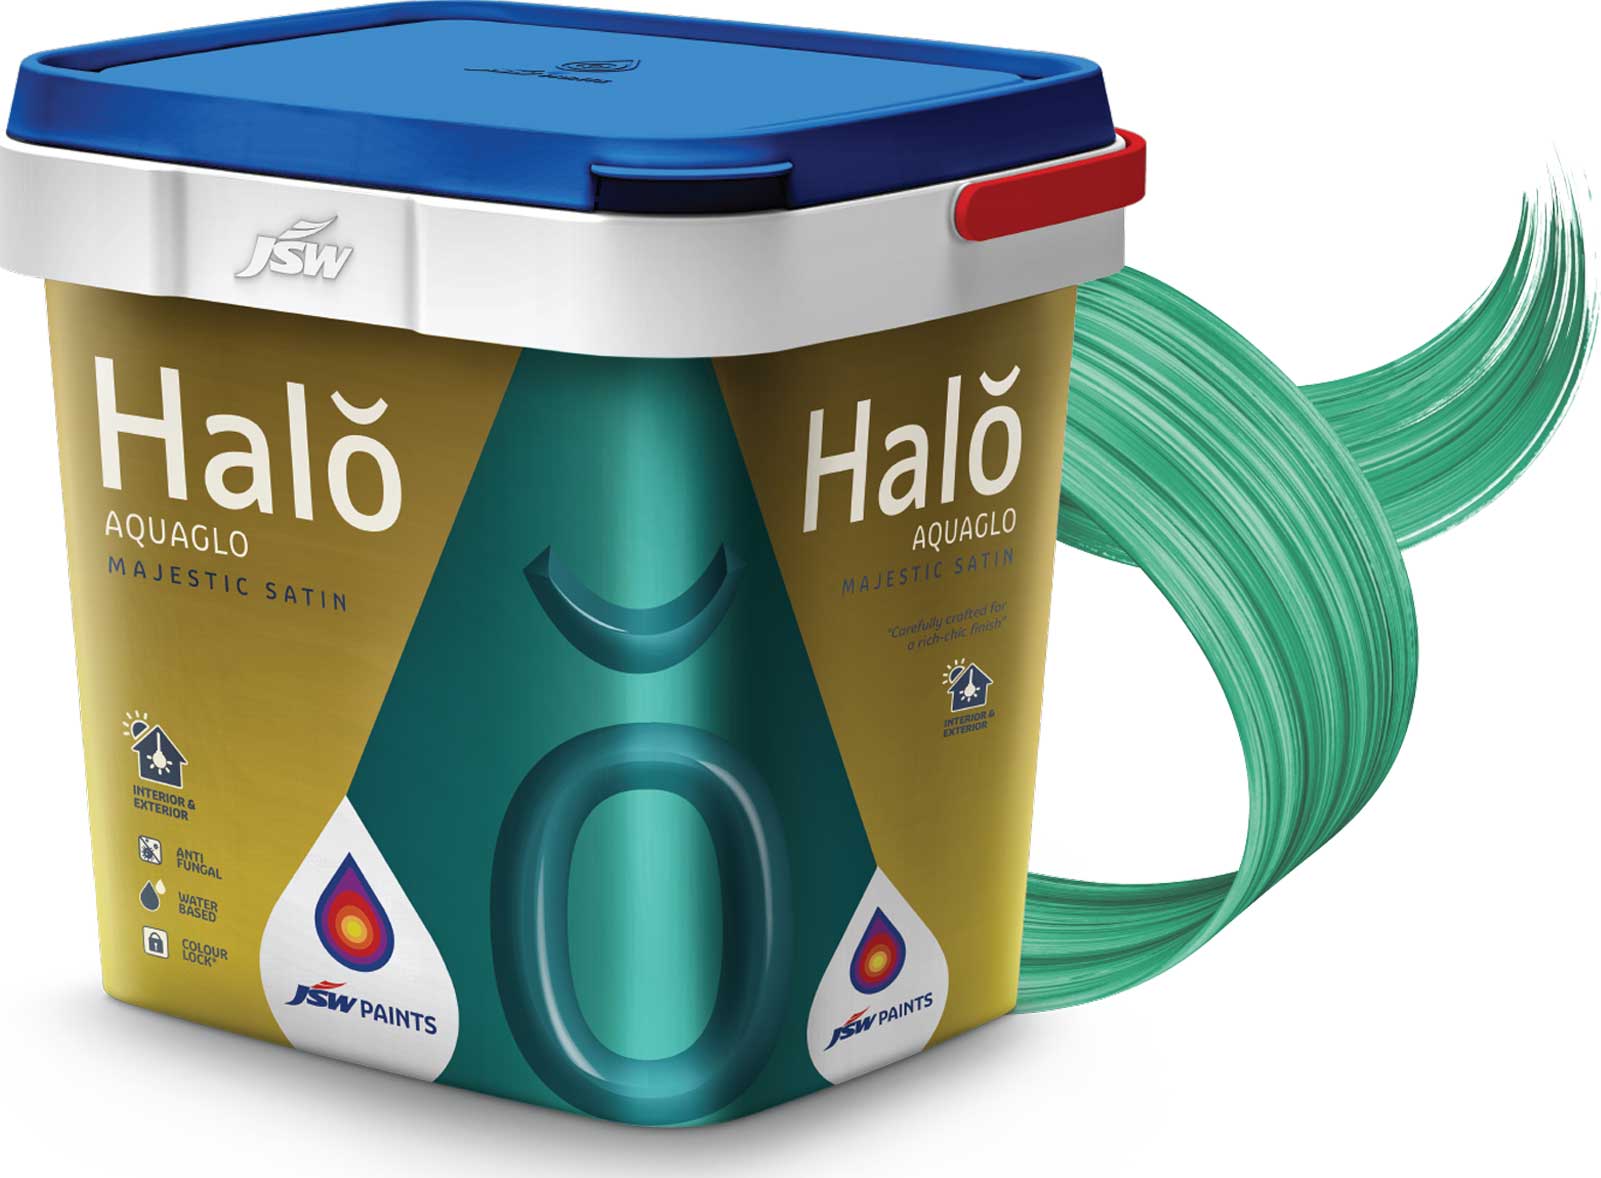 JSW
Halŏ
AQUAGLO
MAJESTIC SATIN
INTERIOR &
EXTERIOR
ANTI
FUNGAL
WATER
BASED
COLOUR
LOCK*
JSW PAINTS
ŏ
Halŏ
AQUAGLO
MAJESTIC SATIN
"Carefully crafted for
a rich-chic finish"
INTERIOR &
EXTERIOR
JSW PAINTS